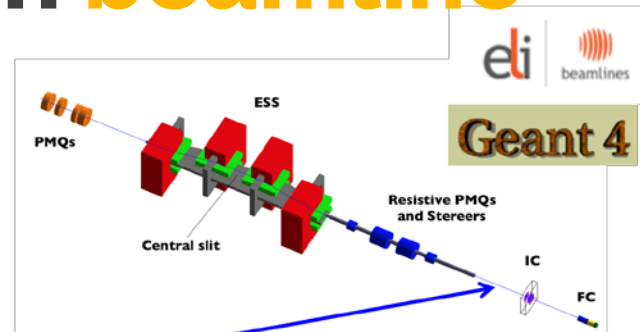 beamline
eli
beamlines
Geant 4
ESS
PMQs
Resistive PMQs
and Stereers
Central slit
IC
FC